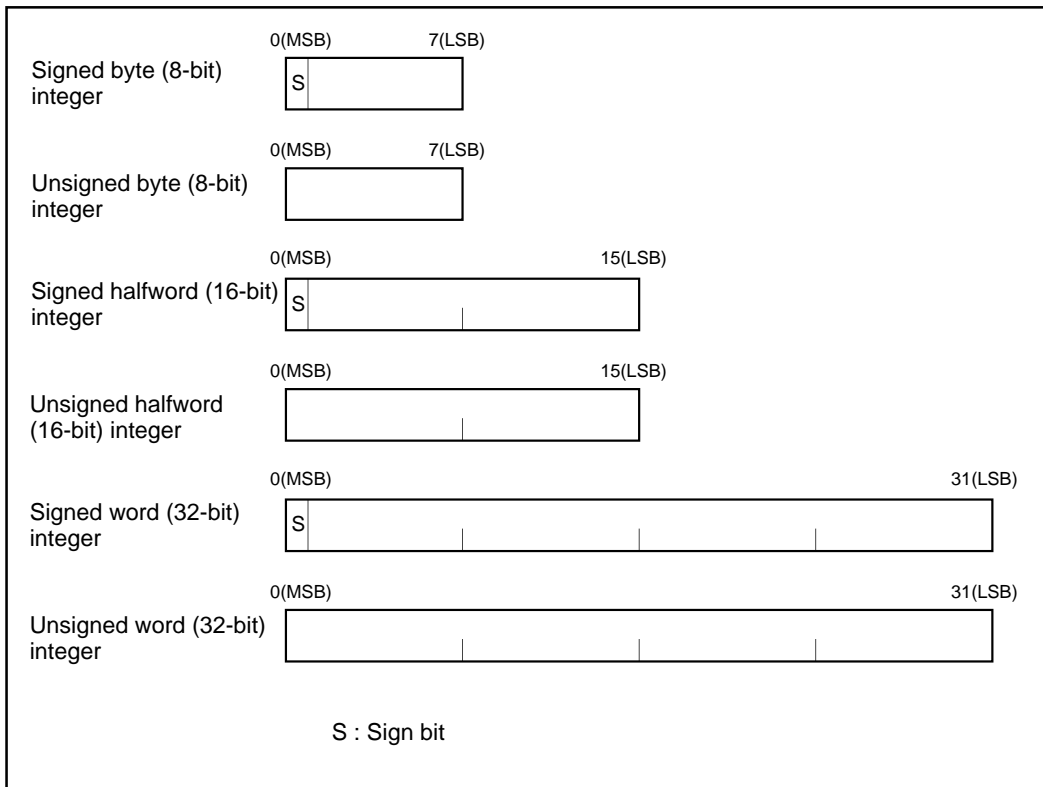 0(MSB) 7(LSB)
Signed byte (8-bit)
integer
S
0(MSB) 7(LSB)
Unsigned byte (8-bit)
integer
0(MSB) 15(LSB)
Signed halfword (16-bit)
integer
S
0(MSB) 15(LSB)
Unsigned halfword
(16-bit) integer
0(MSB) 31(LSB)
Signed word (32-bit)
integer
S
0(MSB) 31(LSB)
Unsigned word (32-bit)
integer
S : Sign bit